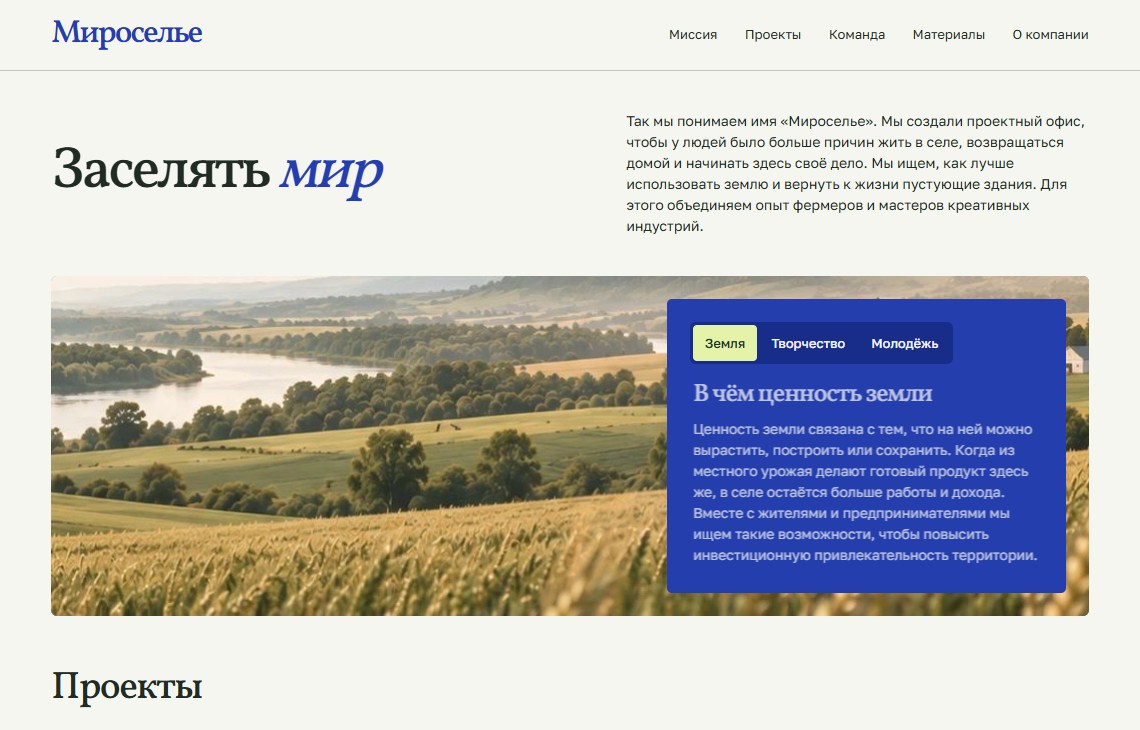 Мироселье
Миссия Проекты Команда Материалы О компании
Заселять мир
Так мы понимаем имя «Мироселье». Мы создали проектный офис,
чтобы у людей было больше причин жить в селе, возвращаться
домой и начинать здесь своё дело. Мы ищем, как лучше
использовать землю и вернуть к жизни пустующие здания. Для
этого объединяем опыт фермеров и мастеров креативных
индустрий.
Земля Творчество Молодёжь
В чём ценность земли
Ценность земли связана с тем, что на ней можно
вырастить, построить или сохранить. Когда из
местного урожая делают готовый продукт здесь
же, в селе остаётся больше работы и дохода.
Вместе с жителями и предпринимателями мы
ищем такие возможности, чтобы повысить
инвестиционную привлекательность территории.
Проекты